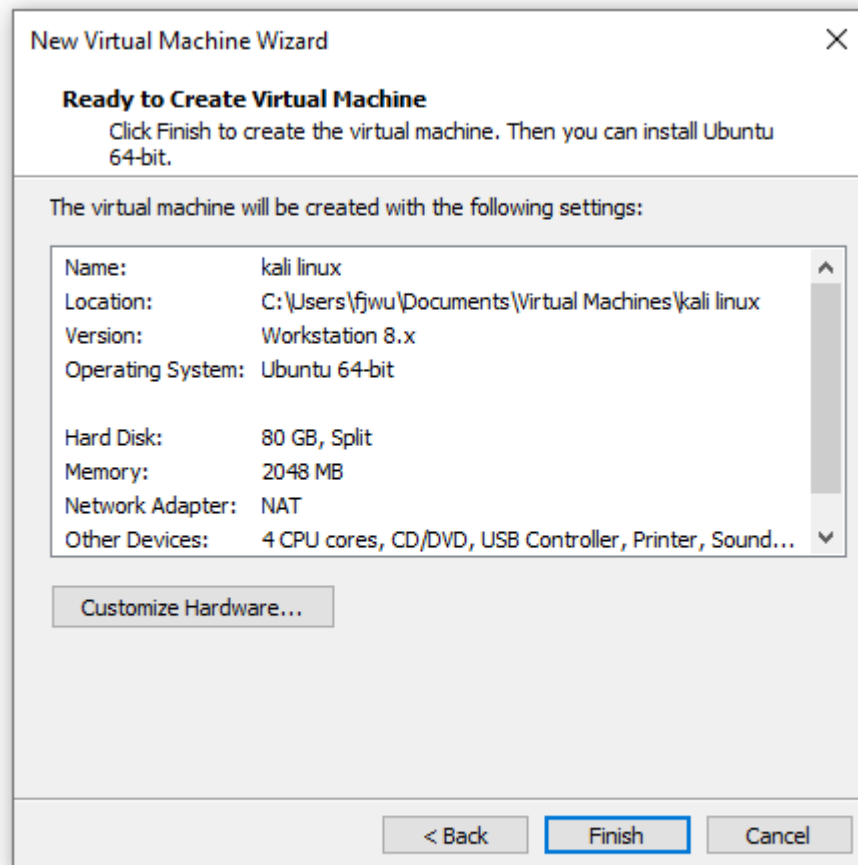 New Virtual Machine Wizard
Ready to Create Virtual Machine
Click Finish to create the virtual machine. Then you can install Ubuntu
64-bit.
The virtual machine will be created with the following settings:
Name: kali linux
Location: C:\Users\fjwu\Documents\Virtual Machines\kali linux
Version: Workstation 8.x
Operating System: Ubuntu 64-bit
Hard Disk: 80 GB, Split
Memory: 2048 MB
Network Adapter: NAT
Other Devices: 4 CPU cores, CD/DVD, USB Controller, Printer, Sound...
Customize Hardware...
< Back Finish Cancel